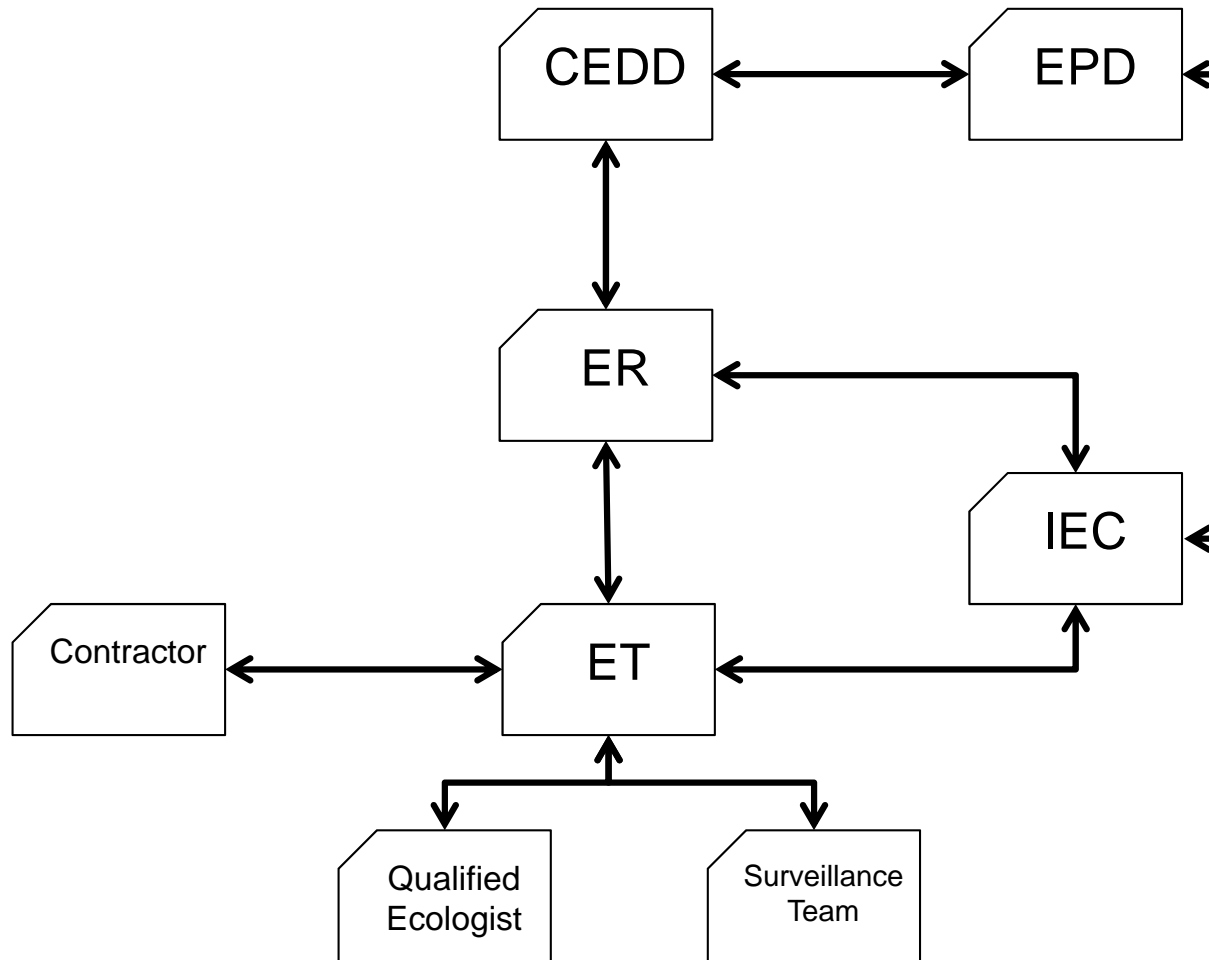 CEDD
EPD
ER
IEC
Contractor
ET
Qualified
Ecologist
Surveillance
Team